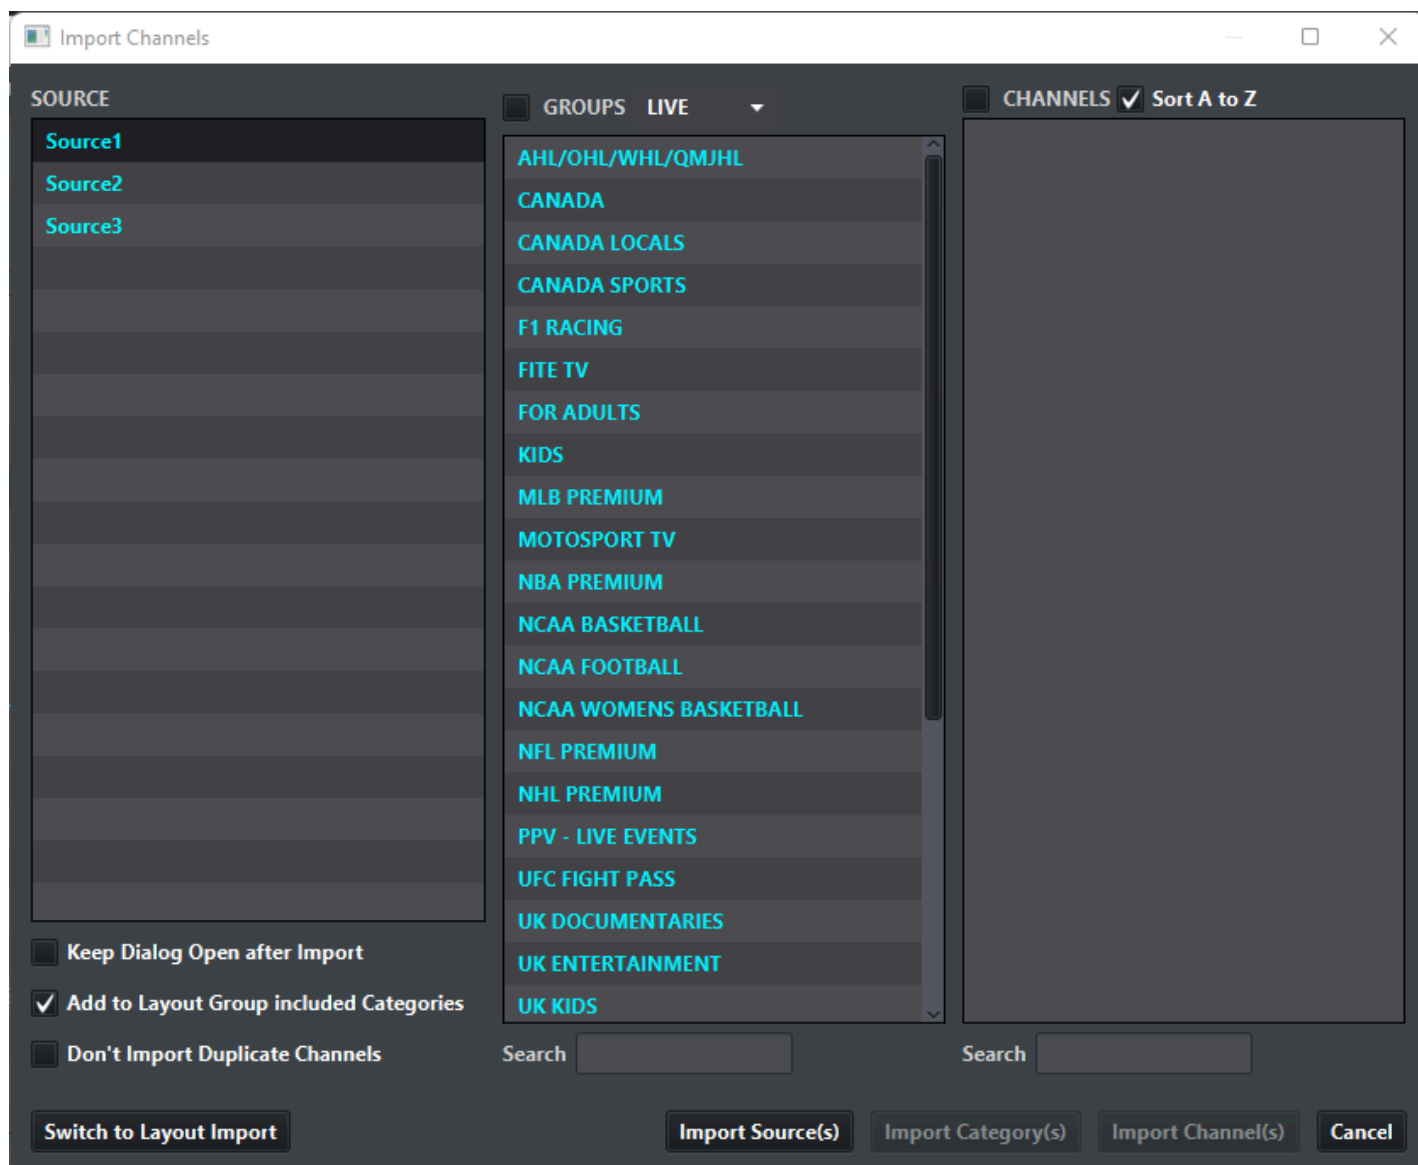 Import Channels
SOURCE
Source1
Source2
Source3
Keep Dialog Open after Import
Add to Layout Group included Categories
Don't Import Duplicate Channels
GROUPS LIVE
AHL/OHL/WHL/QMJHL
CANADA
CANADA LOCALS
CANADA SPORTS
F1 RACING
FITE TV
FOR ADULTS
KIDS
MLB PREMIUM
MOTOSPORT TV
NBA PREMIUM
NCAA BASKETBALL
NCAA FOOTBALL
NCAA WOMENS BASKETBALL
NFL PREMIUM
NHL PREMIUM
PPV - LIVE EVENTS
UFC FIGHT PASS
UK DOCUMENTARIES
UK ENTERTAINMENT
UK KIDS
Search
CHANNELS Sort A to Z
Search
Switch to Layout Import Import Source(s) Import Category(s) Import Channel(s) Cancel